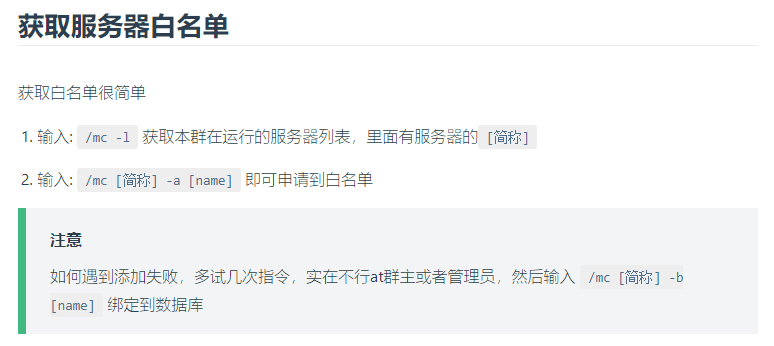 获取服务器白名单
获取白名单很简单
1. 输入: /mc -l 获取本群在运行的服务器列表，里面有服务器的 [简称]
2. 输入: /mc [简称] -a [name] 即可申请到白名单
注意
如何遇到添加失败，多试几次指令，实在不行at群主或者管理员，然后输入 /mc [简称] -b
[name] 绑定到数据库